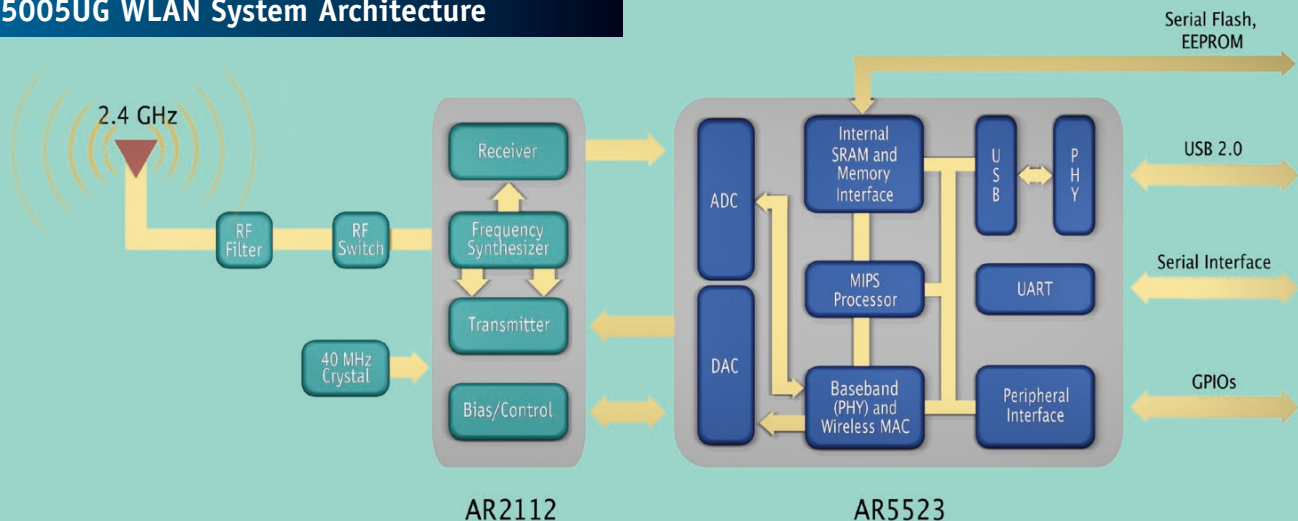 5005UG WLAN System Architecture
Serial Flash,
EEPROM
2.4 GHz
RF
Filter
RF
Switch
40 MHz
Crystal
Receiver
Frequency
Synthesizer
Transmitter
Bias/Control
AR2112
ADC
DAC
Internal
SRAM and
Memory
Interface
MIPS
Processor
Baseband
(PHY) and
Wireless MAC
U
S
B
P
H
Y
UART
Peripheral
Interface
AR5523
USB 2.0
Serial Interface
GPIOs